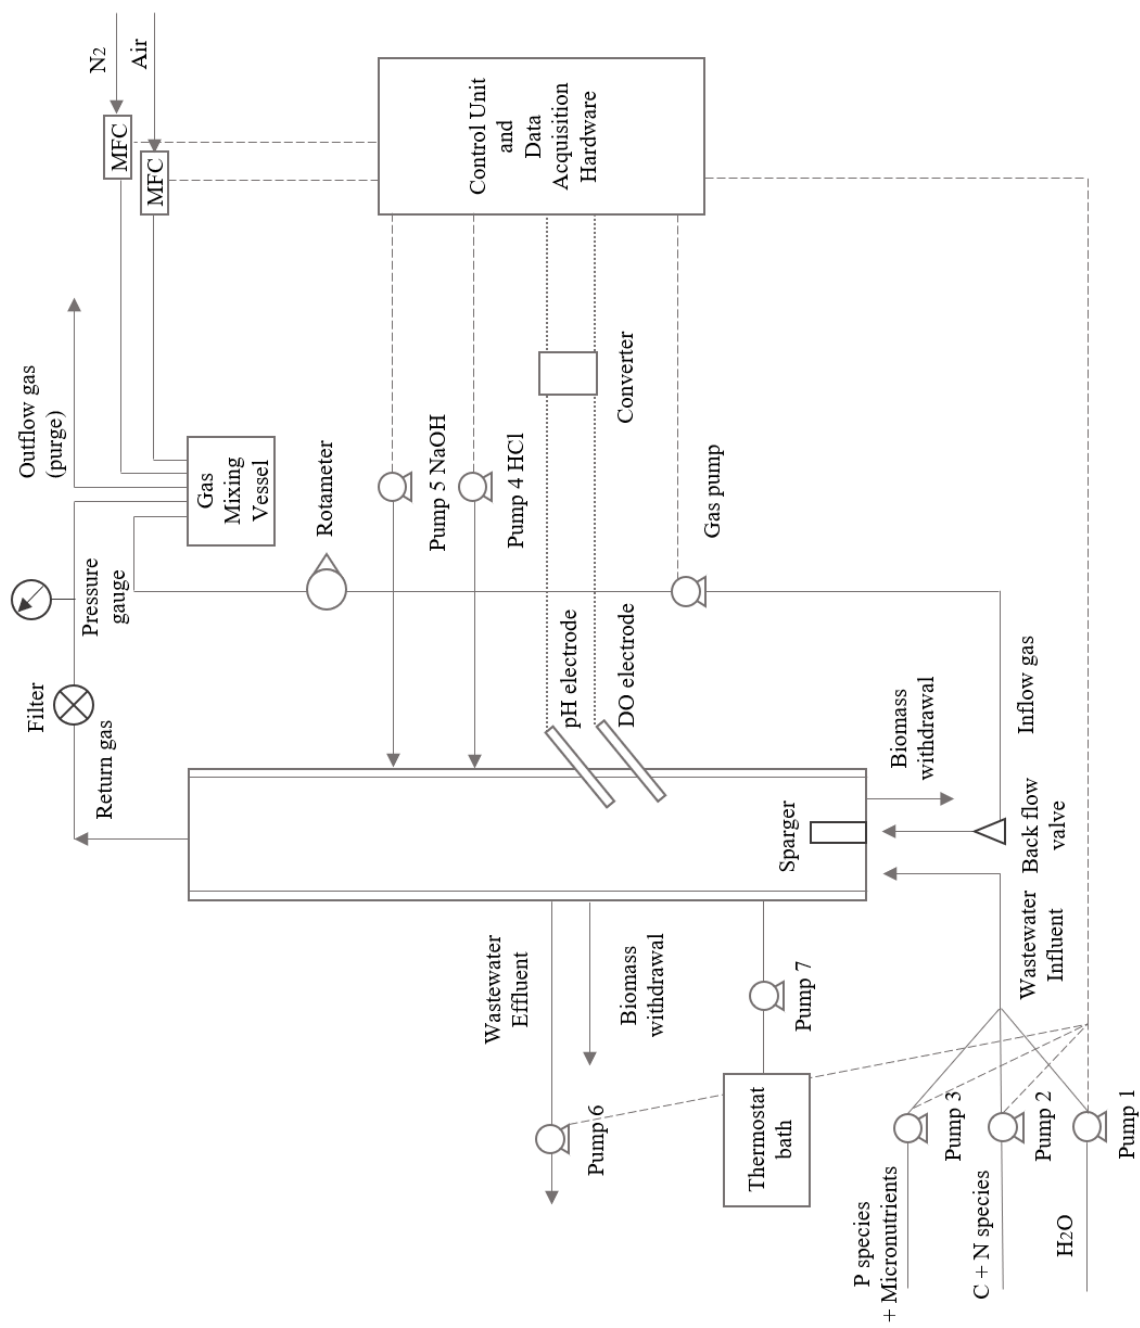 P species
+ Micronutrients
C + N species
H2O
Pump 3
Pump 2
Pump 1
Thermostat
bath
Pump 6
Pump 7
Wastewater
Effluent
Biomass
withdrawal
Wastewater
Influent
Back flow
valve
Inflow gas
Biomass
withdrawal
Sparger
Return gas
Filter
Pressure
gauge
pH electrode
DO electrode
Rotameter
Gas pump
Pump 5 NaOH
Pump 4 HCl
Converter
Gas
Mixing
Vessel
Outflow gas
(purge)
MFC
MFC
N2
Air
Control Unit
and
Data
Acquisition
Hardware